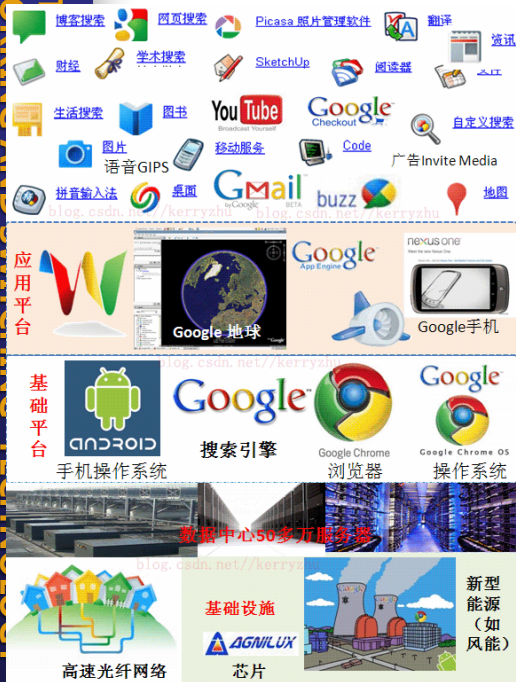 博客搜索
网页搜索
Picasa 照片管理软件
翻译
资讯
财经
学术搜索
SketchUp
阅读器
文件
生活搜索
图书
YouTube
Broadcast Yourself
Google
Checkout
自定义搜索
图片
语音GIPS
移动服务
Code
广告Invite Media
拼音输入法
桌面
Gmail
by Google
BETA
buzz
地图
blog.csdn.net//kerryzhu
blog.csdn.net//kerryzhu
应用平台
Google 地球
Google
App Engine
nexus one
Google手机
blog.csdn.net//kerryzhu
基础平台
ANDROID
手机操作系统
Google
搜索引擎
Google Chrome
浏览器
Google
Google Chrome OS
操作系统
数据中心50多万服务器
blog.csdn.net//kerryzhu
高速光纤网络
基础设施
AGNILUX
芯片
新型
能源
（如
风能）